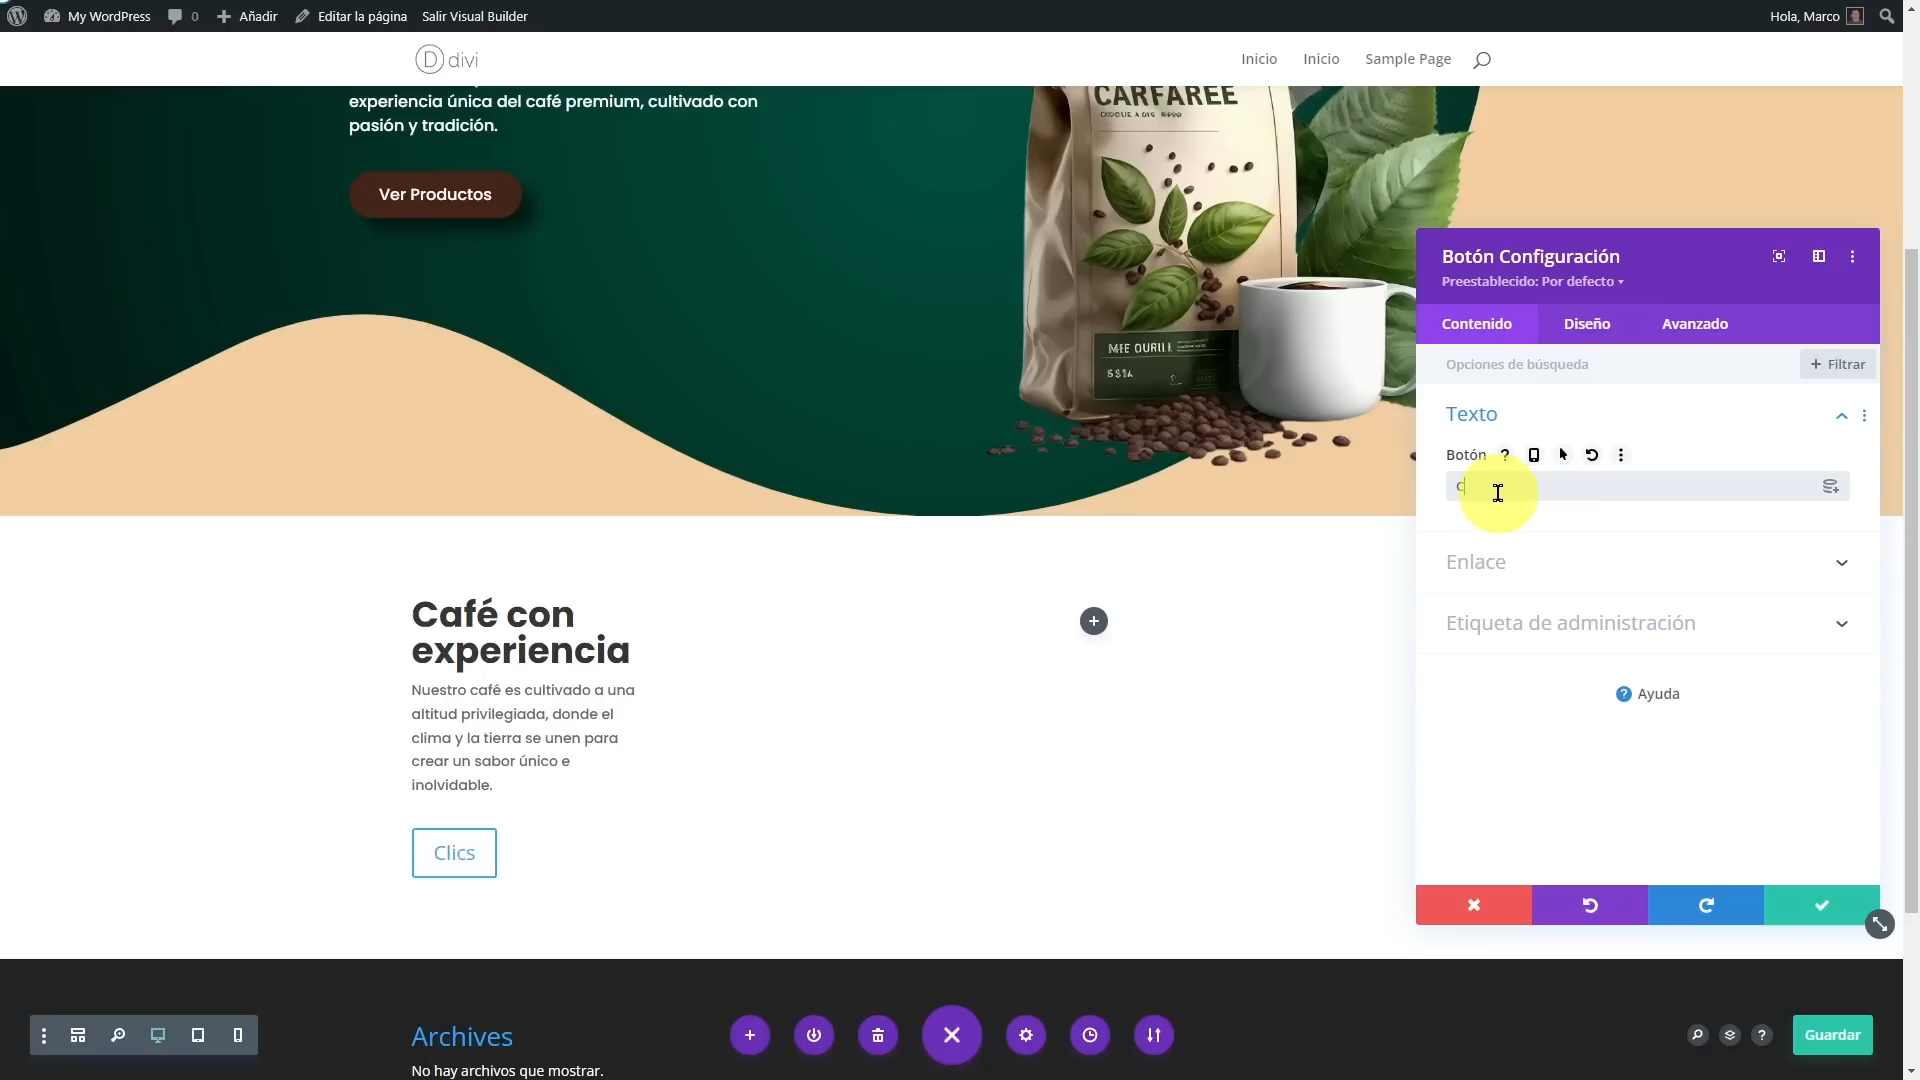 My WordPress 0 Añadir Editar la página Salir Visual Builder Hola, Marco
D divi Inicio Inicio Sample Page
experiencia única del café premium, cultivado con
pasión y tradición.
Ver Productos
CARFAREE
Botón Configuración
Preestablecido: Por defecto
Contenido Diseño Avanzado
Opciones de búsqueda + Filtrar
Texto
Botón
C
Enlace
Etiqueta de administración
Ayuda
Café con
experiencia
Nuestro café es cultivado a una
altitud privilegiada, donde el
clima y la tierra se unen para
crear un sabor único e
inolvidable.
Clics
Archives
No hay archivos que mostrar.
Guardar